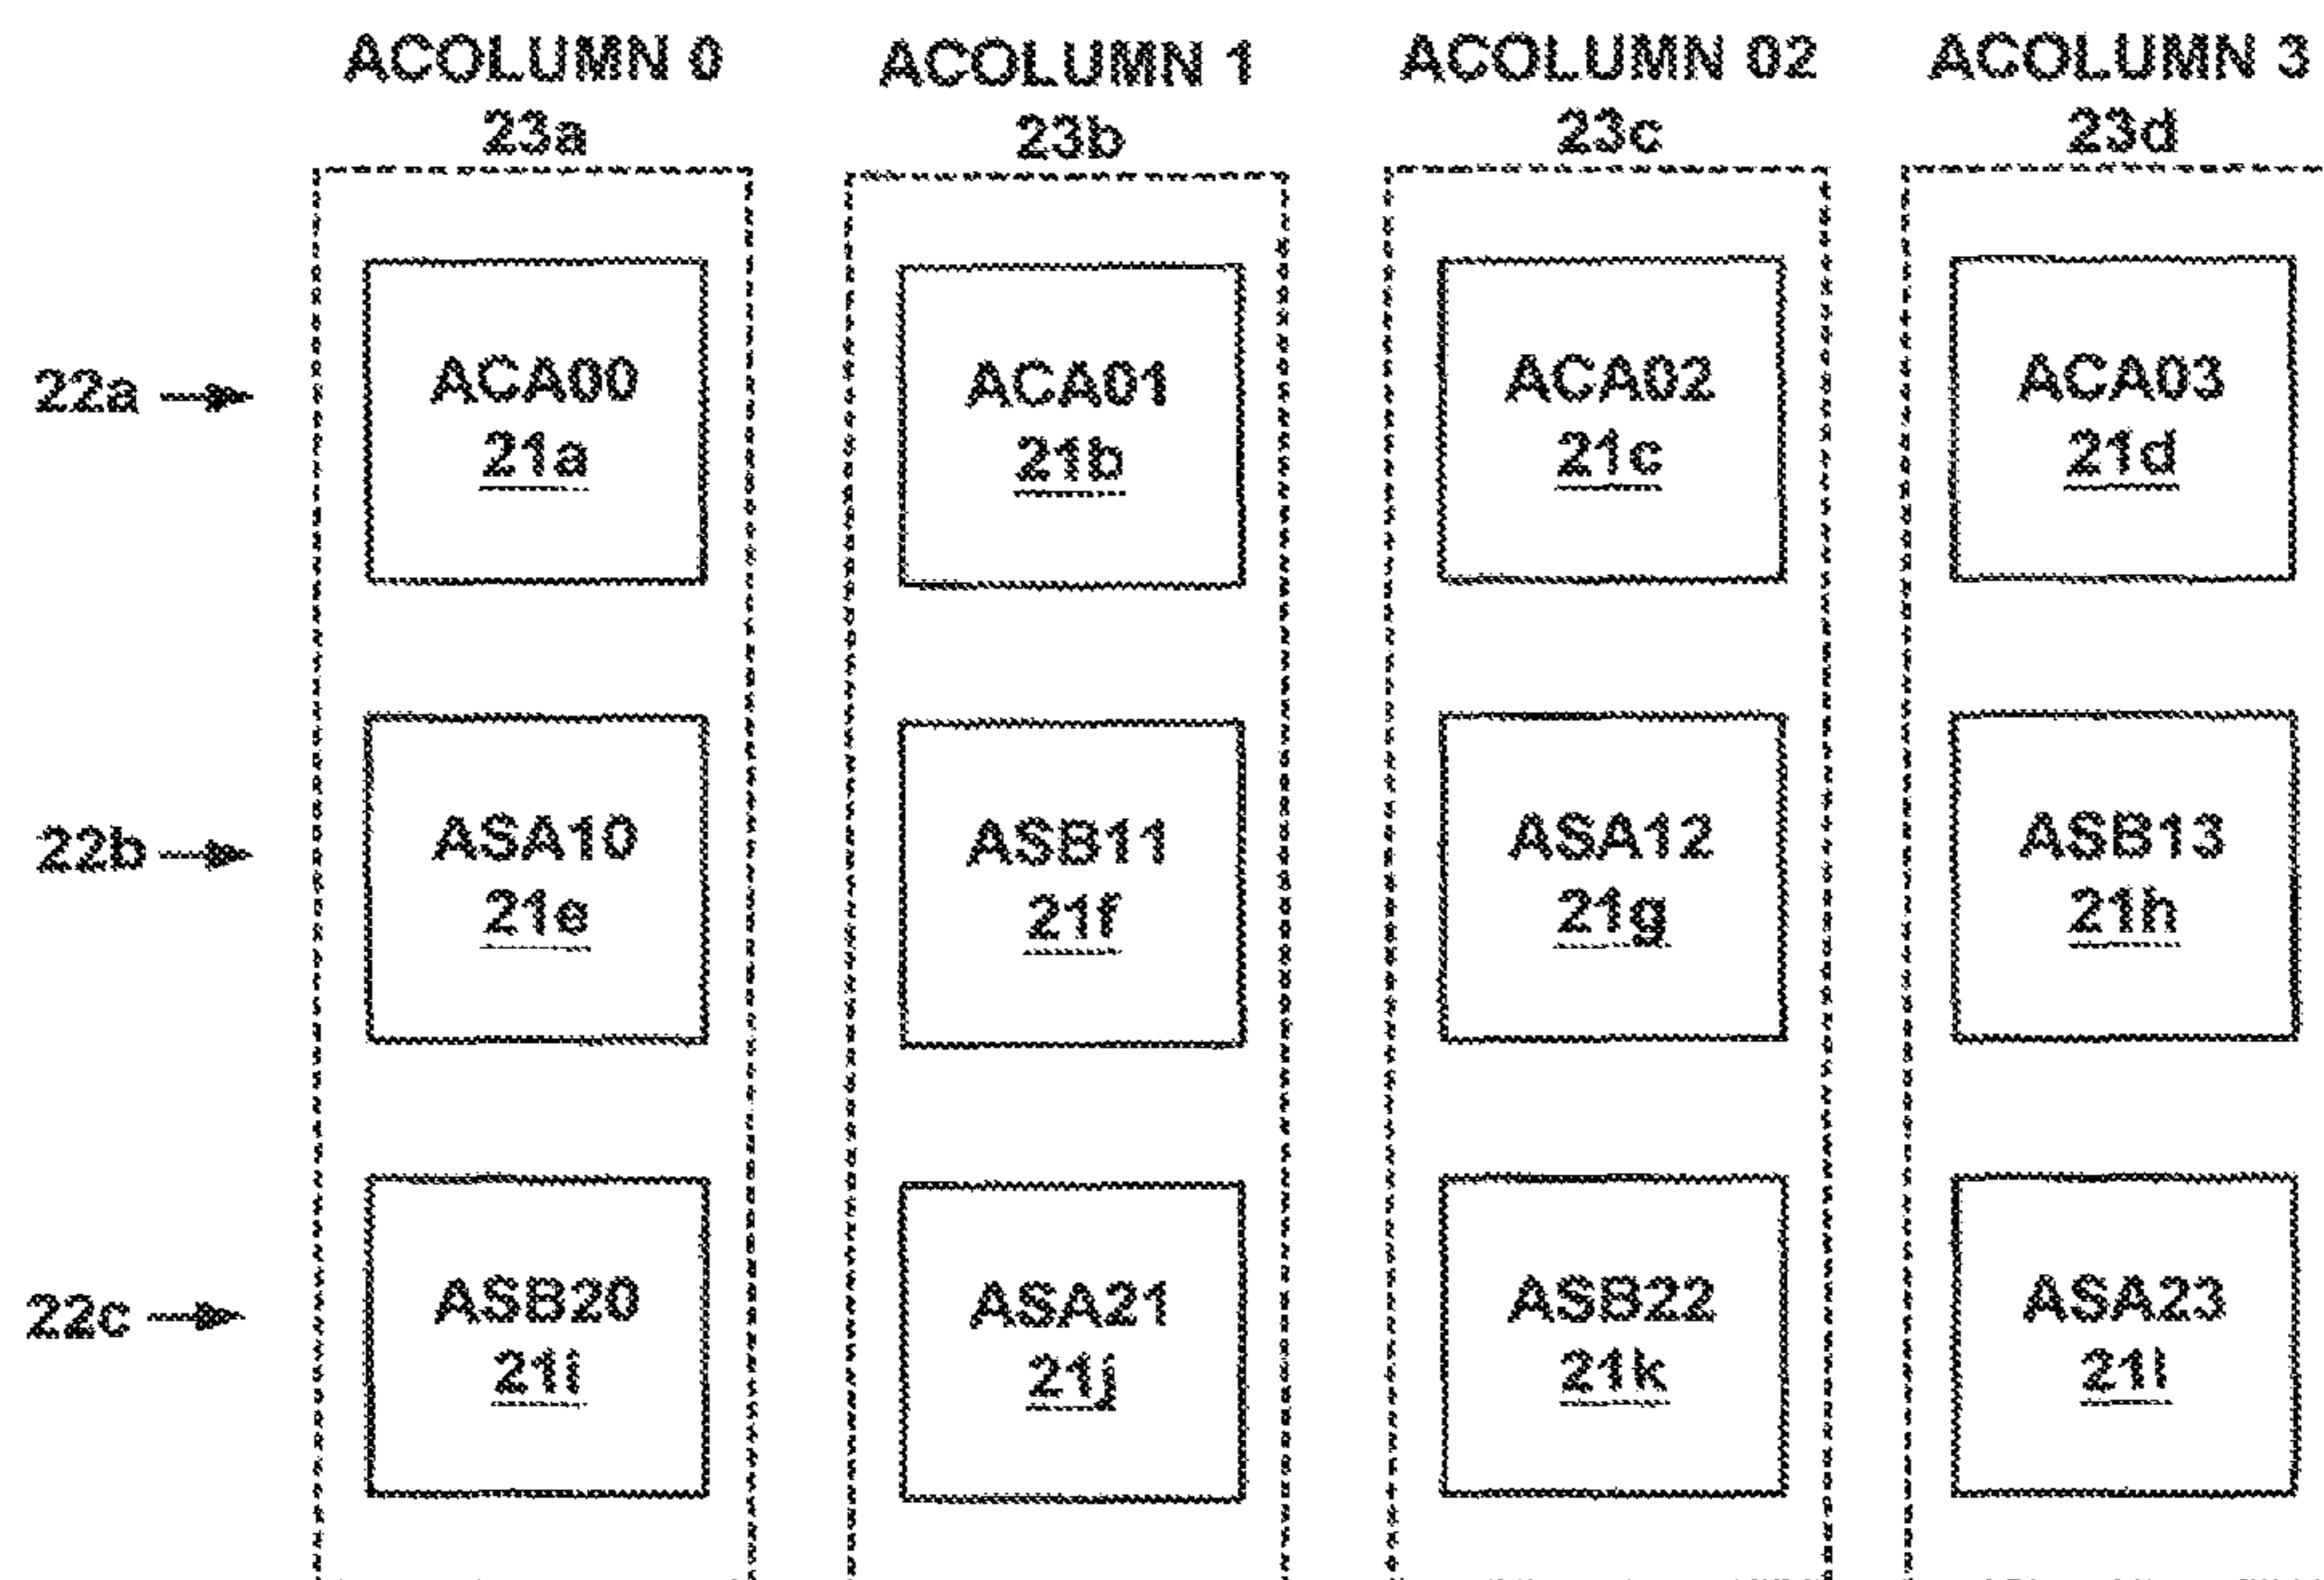 ACOLUMN 0 ACOLUMN 1 ACOLUMN 02 ACOLUMN 3
23a 23b 23c 23d
22a ACA00 ACA01 ACA02 ACA03
21a 21b 21c 21d
22b ASA10 ASB11 ASA12 ASB13
21e 21f 21g 21h
22c ASB20 ASA21 ASB22 ASA23
21i 21j 21k 21l